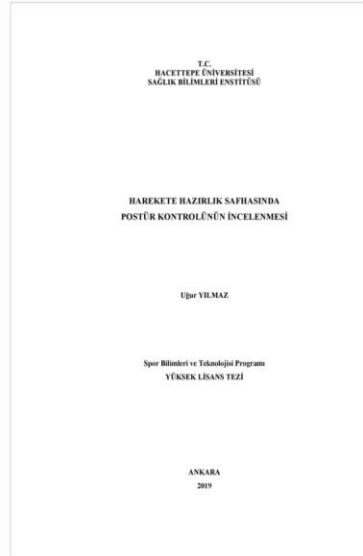 T.C.
HACETTEPE ÜNİVERSİTESİ
SAĞLIK BİLİMLERİ ENSTİTÜSÜ
HAREKETE HAZIRLIK SAFHASINDA
POSTÜR KONTROLÜNÜN İNCELENMESİ
Uğur YILMAZ
Spor Bilimleri ve Teknolojisi Programı
YÜKSEK LİSANS TEZİ
ANKARA
2019